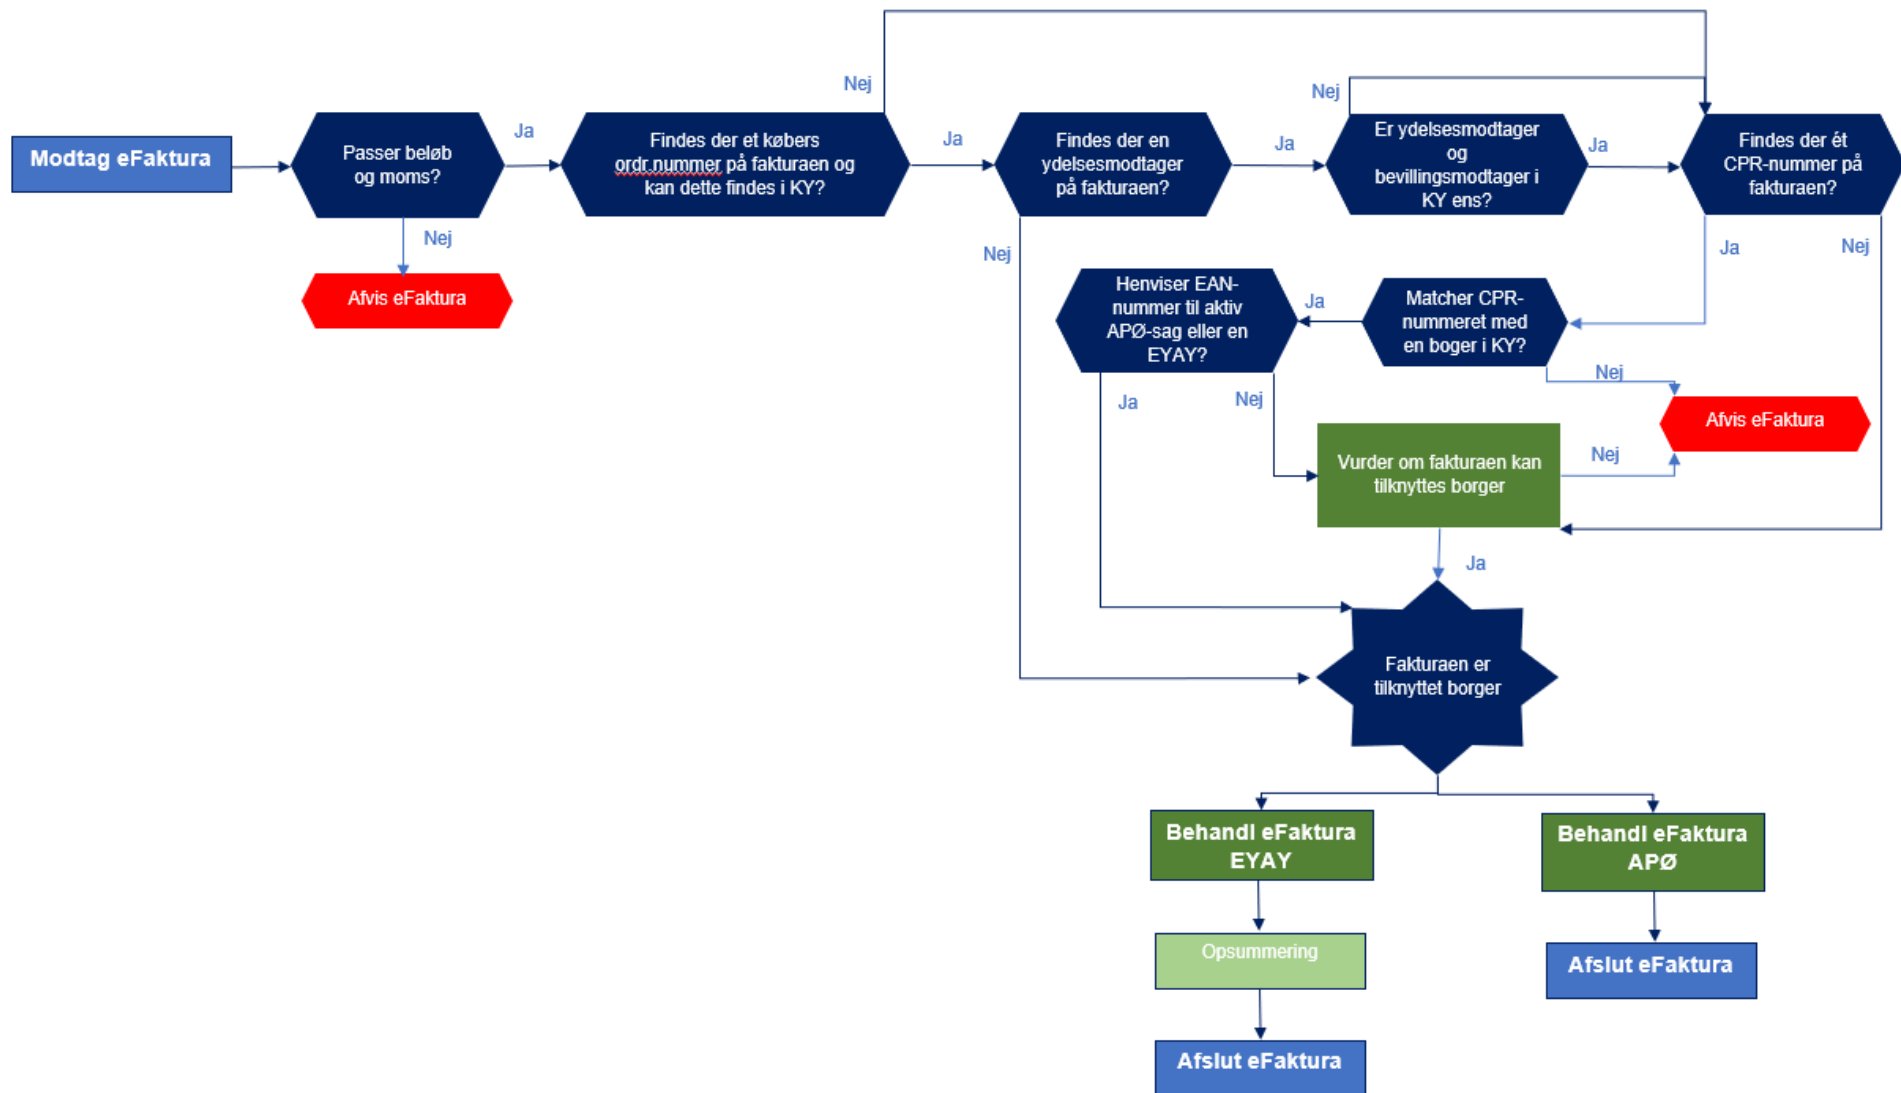 Modtag eFaktura
Passer beløb
og moms?
Ja
Nej
Afvis eFaktura
Findes der et købers
ordr.nummer på fakturaen og
kan dette findes i KY?
Nej
Ja
Findes der en
ydelsesmodtager
på fakturaen?
Ja
Nej
Nej
Er ydelsesmodtager
og
bevillingsmodtager i
KY ens?
Ja
Findes der ét
CPR-nummer på
fakturaen?
Ja
Nej
Henviser EAN-
nummer til aktiv
APØ-sag eller en
EYAY?
Ja
Matcher CPR-
nummeret med
en boger i KY?
Nej
Afvis eFaktura
Ja
Nej
Vurder om fakturaen kan
tilknyttes borger
Nej
Ja
Fakturaen er
tilknyttet borger
Behandl eFaktura
EYAY
Behandl eFaktura
APØ
Opsummering
Afslut eFaktura
Afslut eFaktura